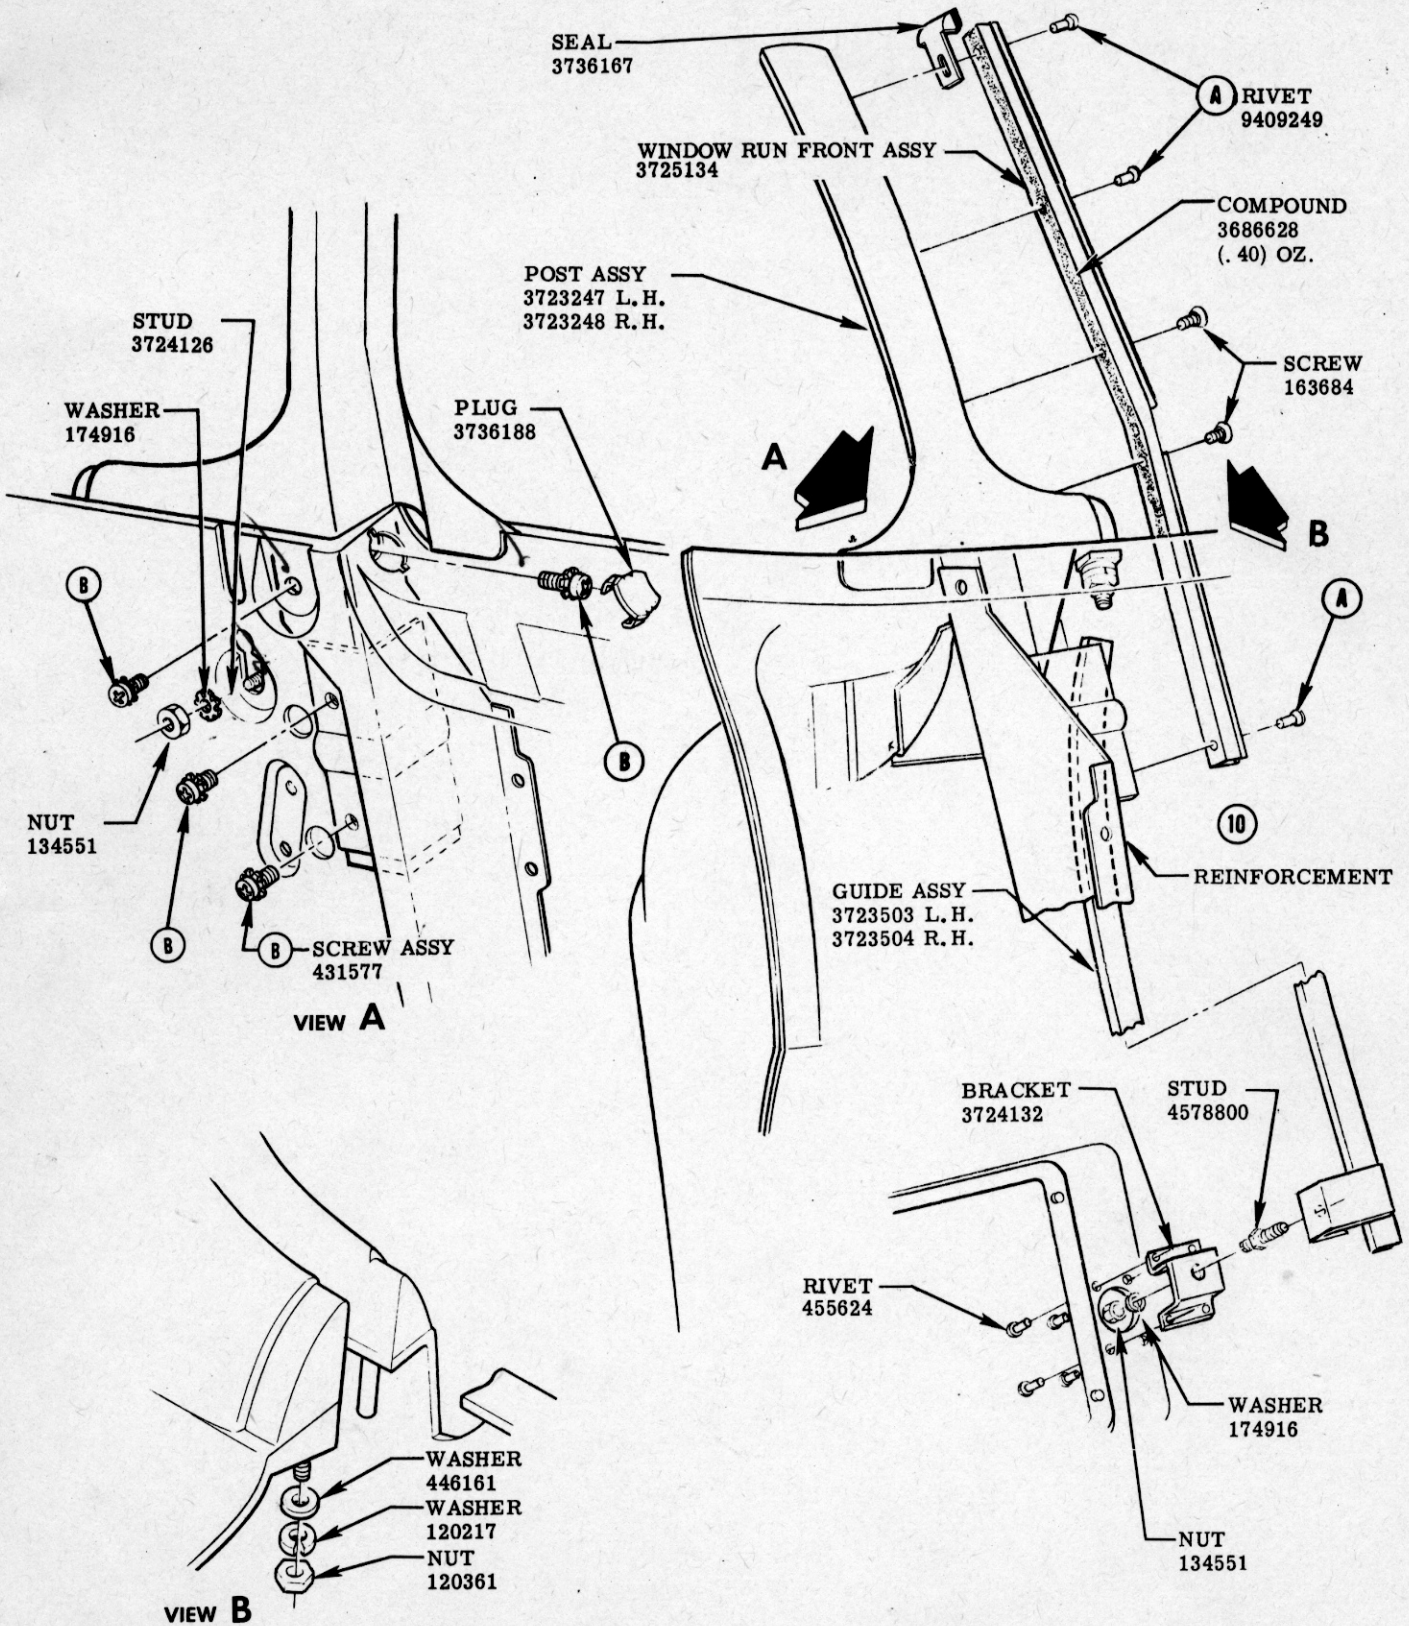 SEAL
3736167
A RIVET
9409249
WINDOW RUN FRONT ASSY
3725134
COMPOUND
3686628
(.40) OZ.
POST ASSY
3723247 L.H.
3723248 R.H.
STUD
3724126
SCREW
163684
WASHER
174916
PLUG
3736188
A
B
B
A
B
B
NUT
134551
10
REINFORCEMENT
GUIDE ASSY
3723503 L.H.
3723504 R.H.
B
B SCREW ASSY
431577
VIEW A
BRACKET
3724132
STUD
4578800
RIVET
455624
WASHER
174916
WASHER
446161
WASHER
120217
NUT
120361
NUT
134551
VIEW B